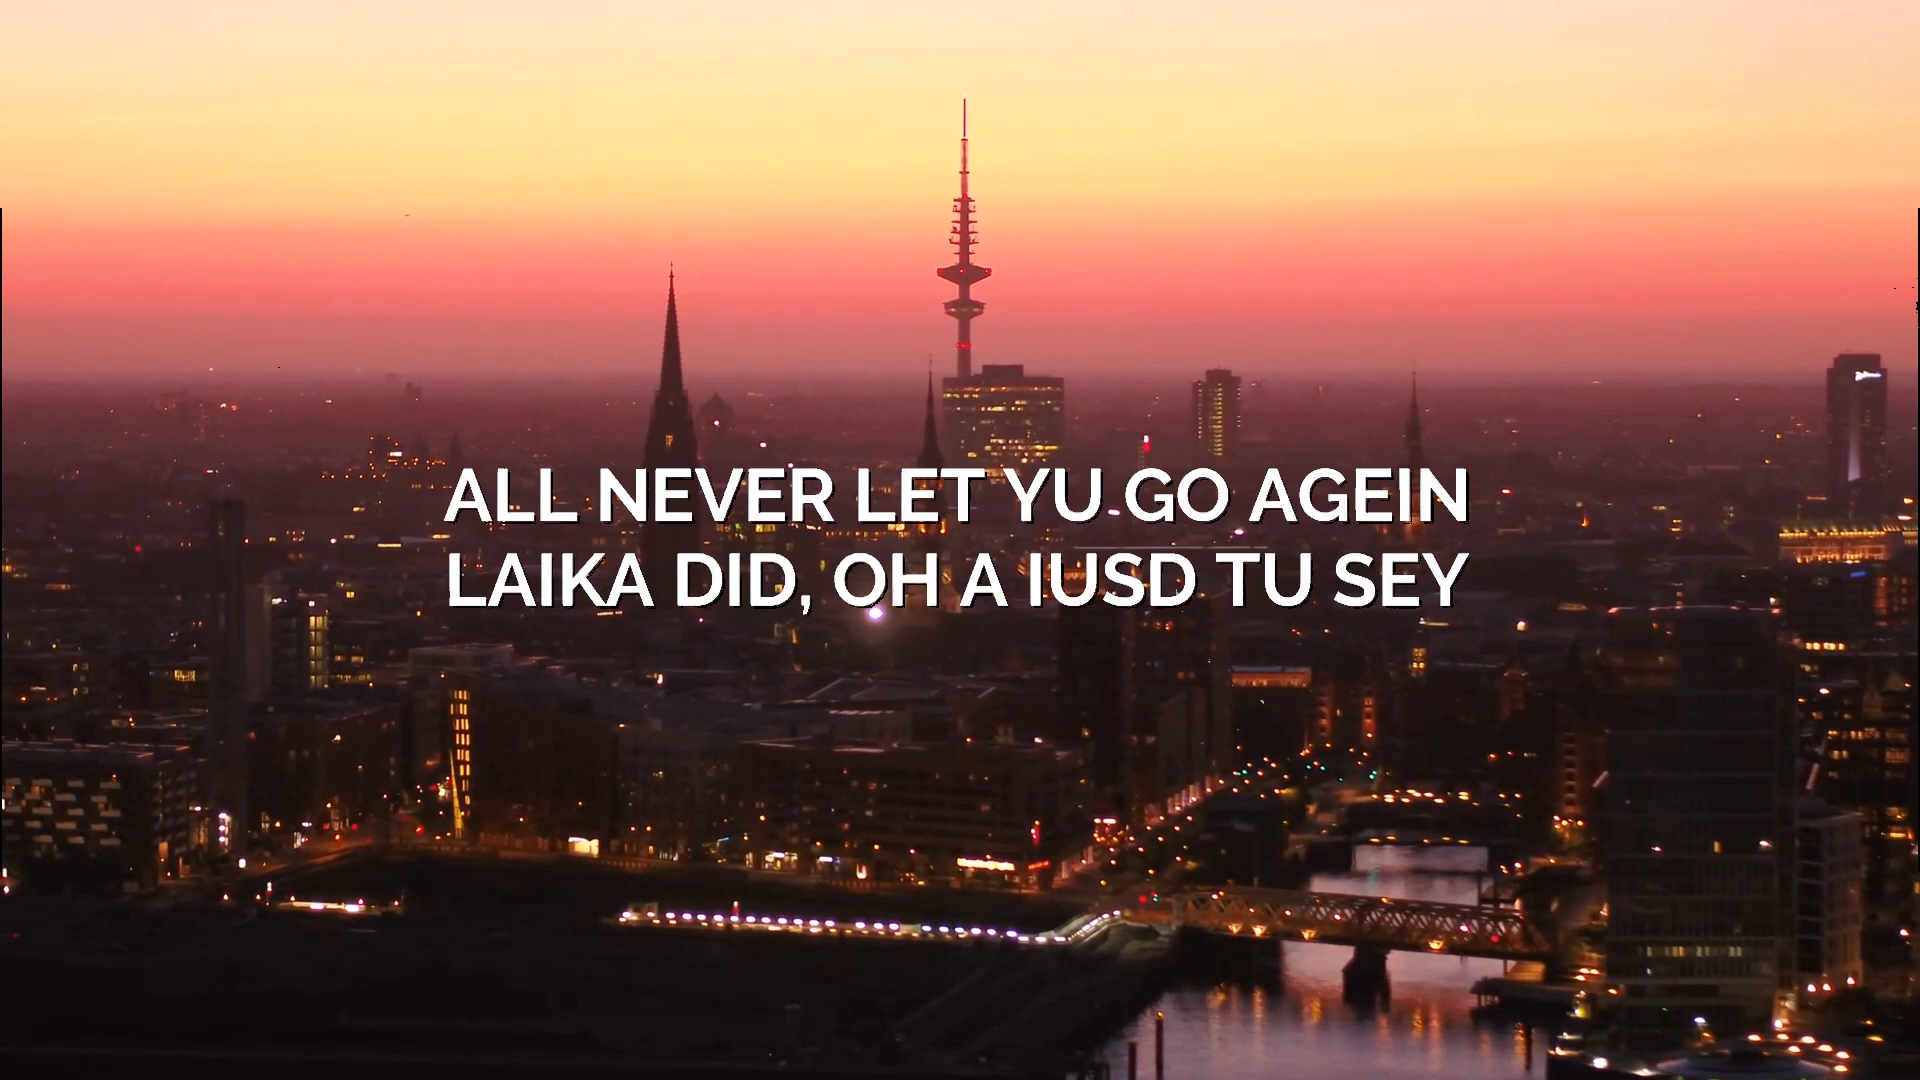 ALL NEVER LET YU GO AGEIN
LAIKA DID, OH A IUSD TU SEY